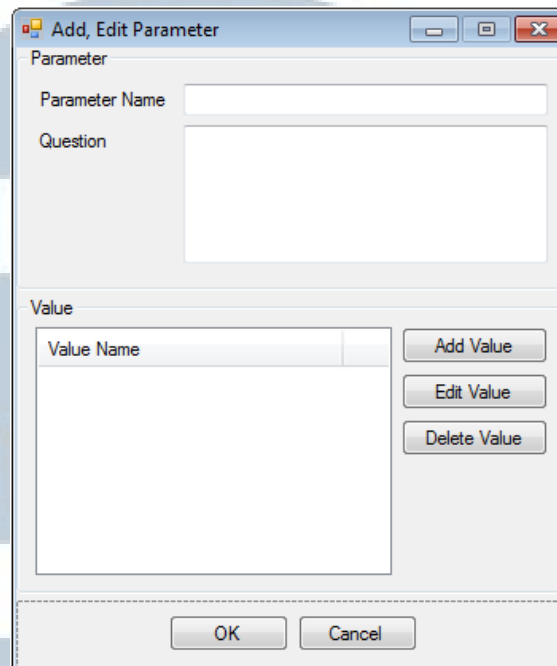 Add, Edit Parameter
Parameter
Parameter Name
Question
Value
Value Name
Add Value
Edit Value
Delete Value
OK
Cancel